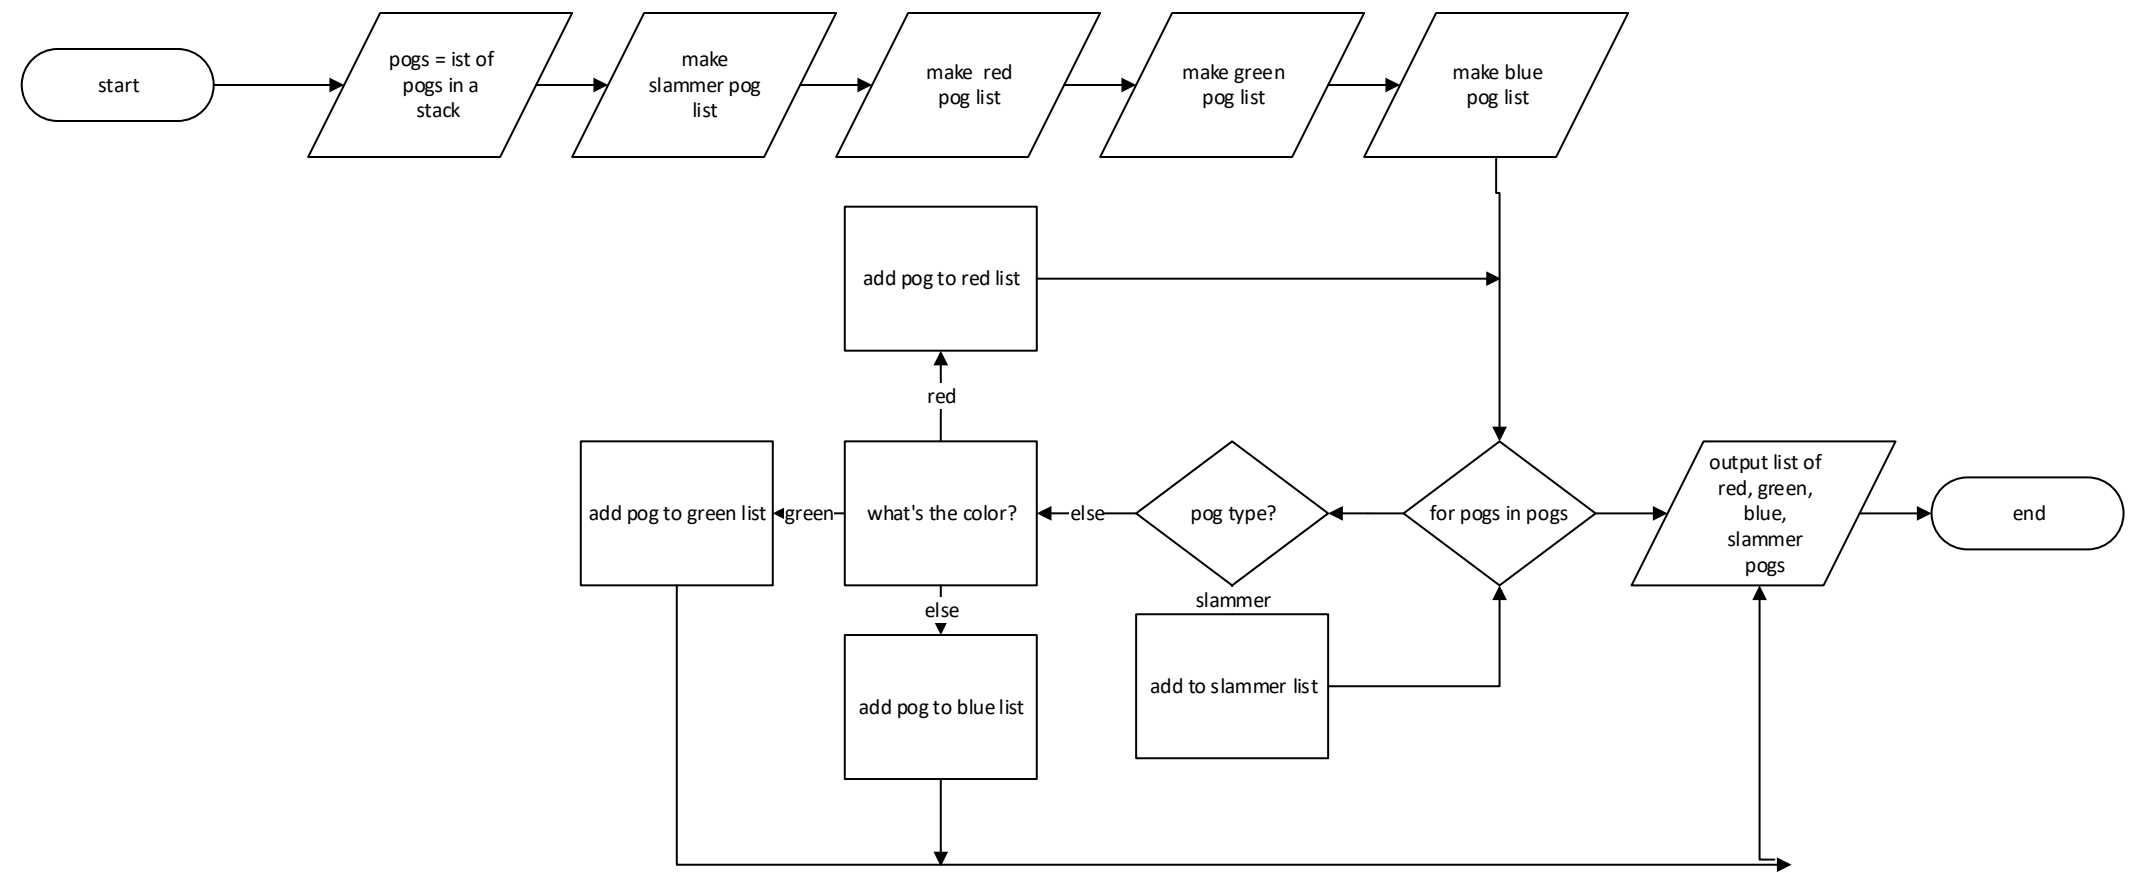 start
pogs = ist of
pogs in a
stack
make
slammer pog
list
make  red
pog list
make green
pog list
make blue
pog list
add pog to red list
red
add pog to green list
green
what's the color?
else
pog type?
for pogs in pogs
output list of
red, green,
blue,
slammer
pogs
end
else
slammer
add pog to blue list
add to slammer list